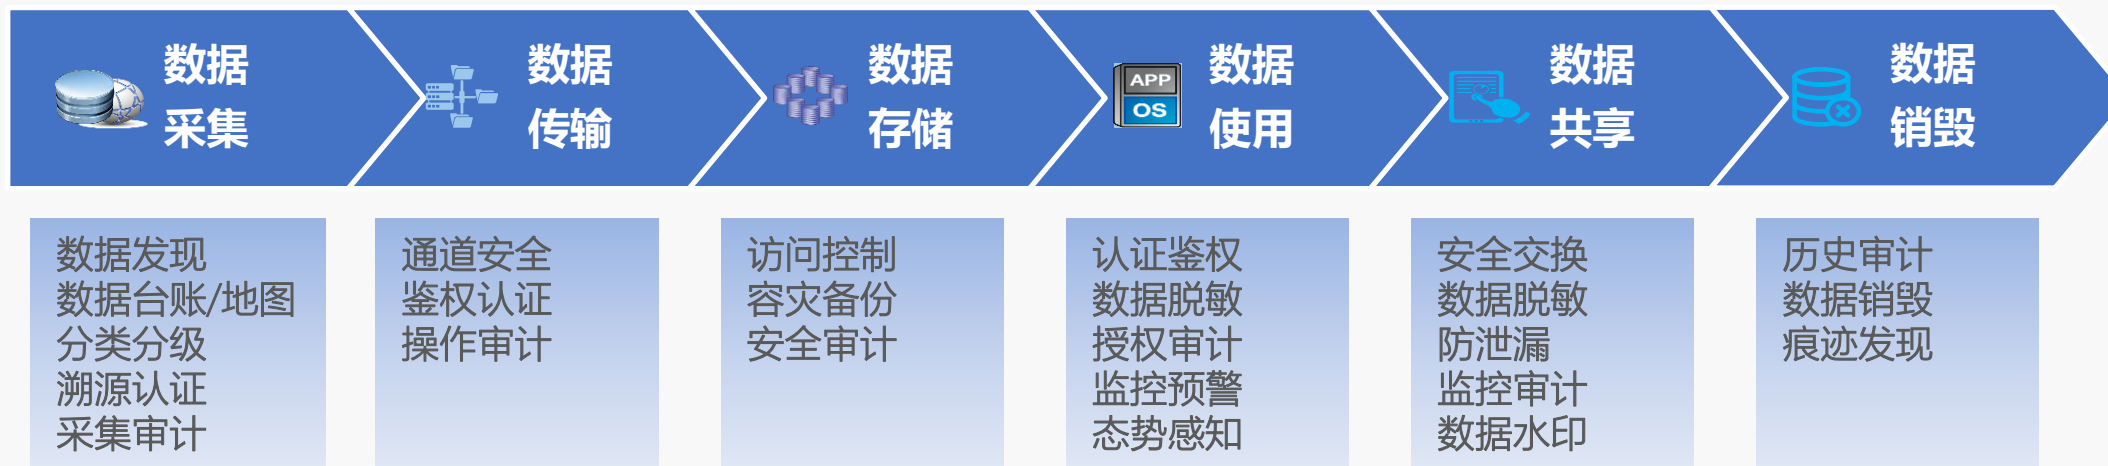 数据
采集
数据
传输
数据
存储
APP
OS
数据
使用
数据
共享
数据
销毁
数据发现
数据台账/地图
分类分级
溯源认证
采集审计
通道安全
鉴权认证
操作审计
访问控制
容灾备份
安全审计
认证鉴权
数据脱敏
授权审计
监控预警
态势感知
安全交换
数据脱敏
防泄漏
监控审计
数据水印
历史审计
数据销毁
痕迹发现